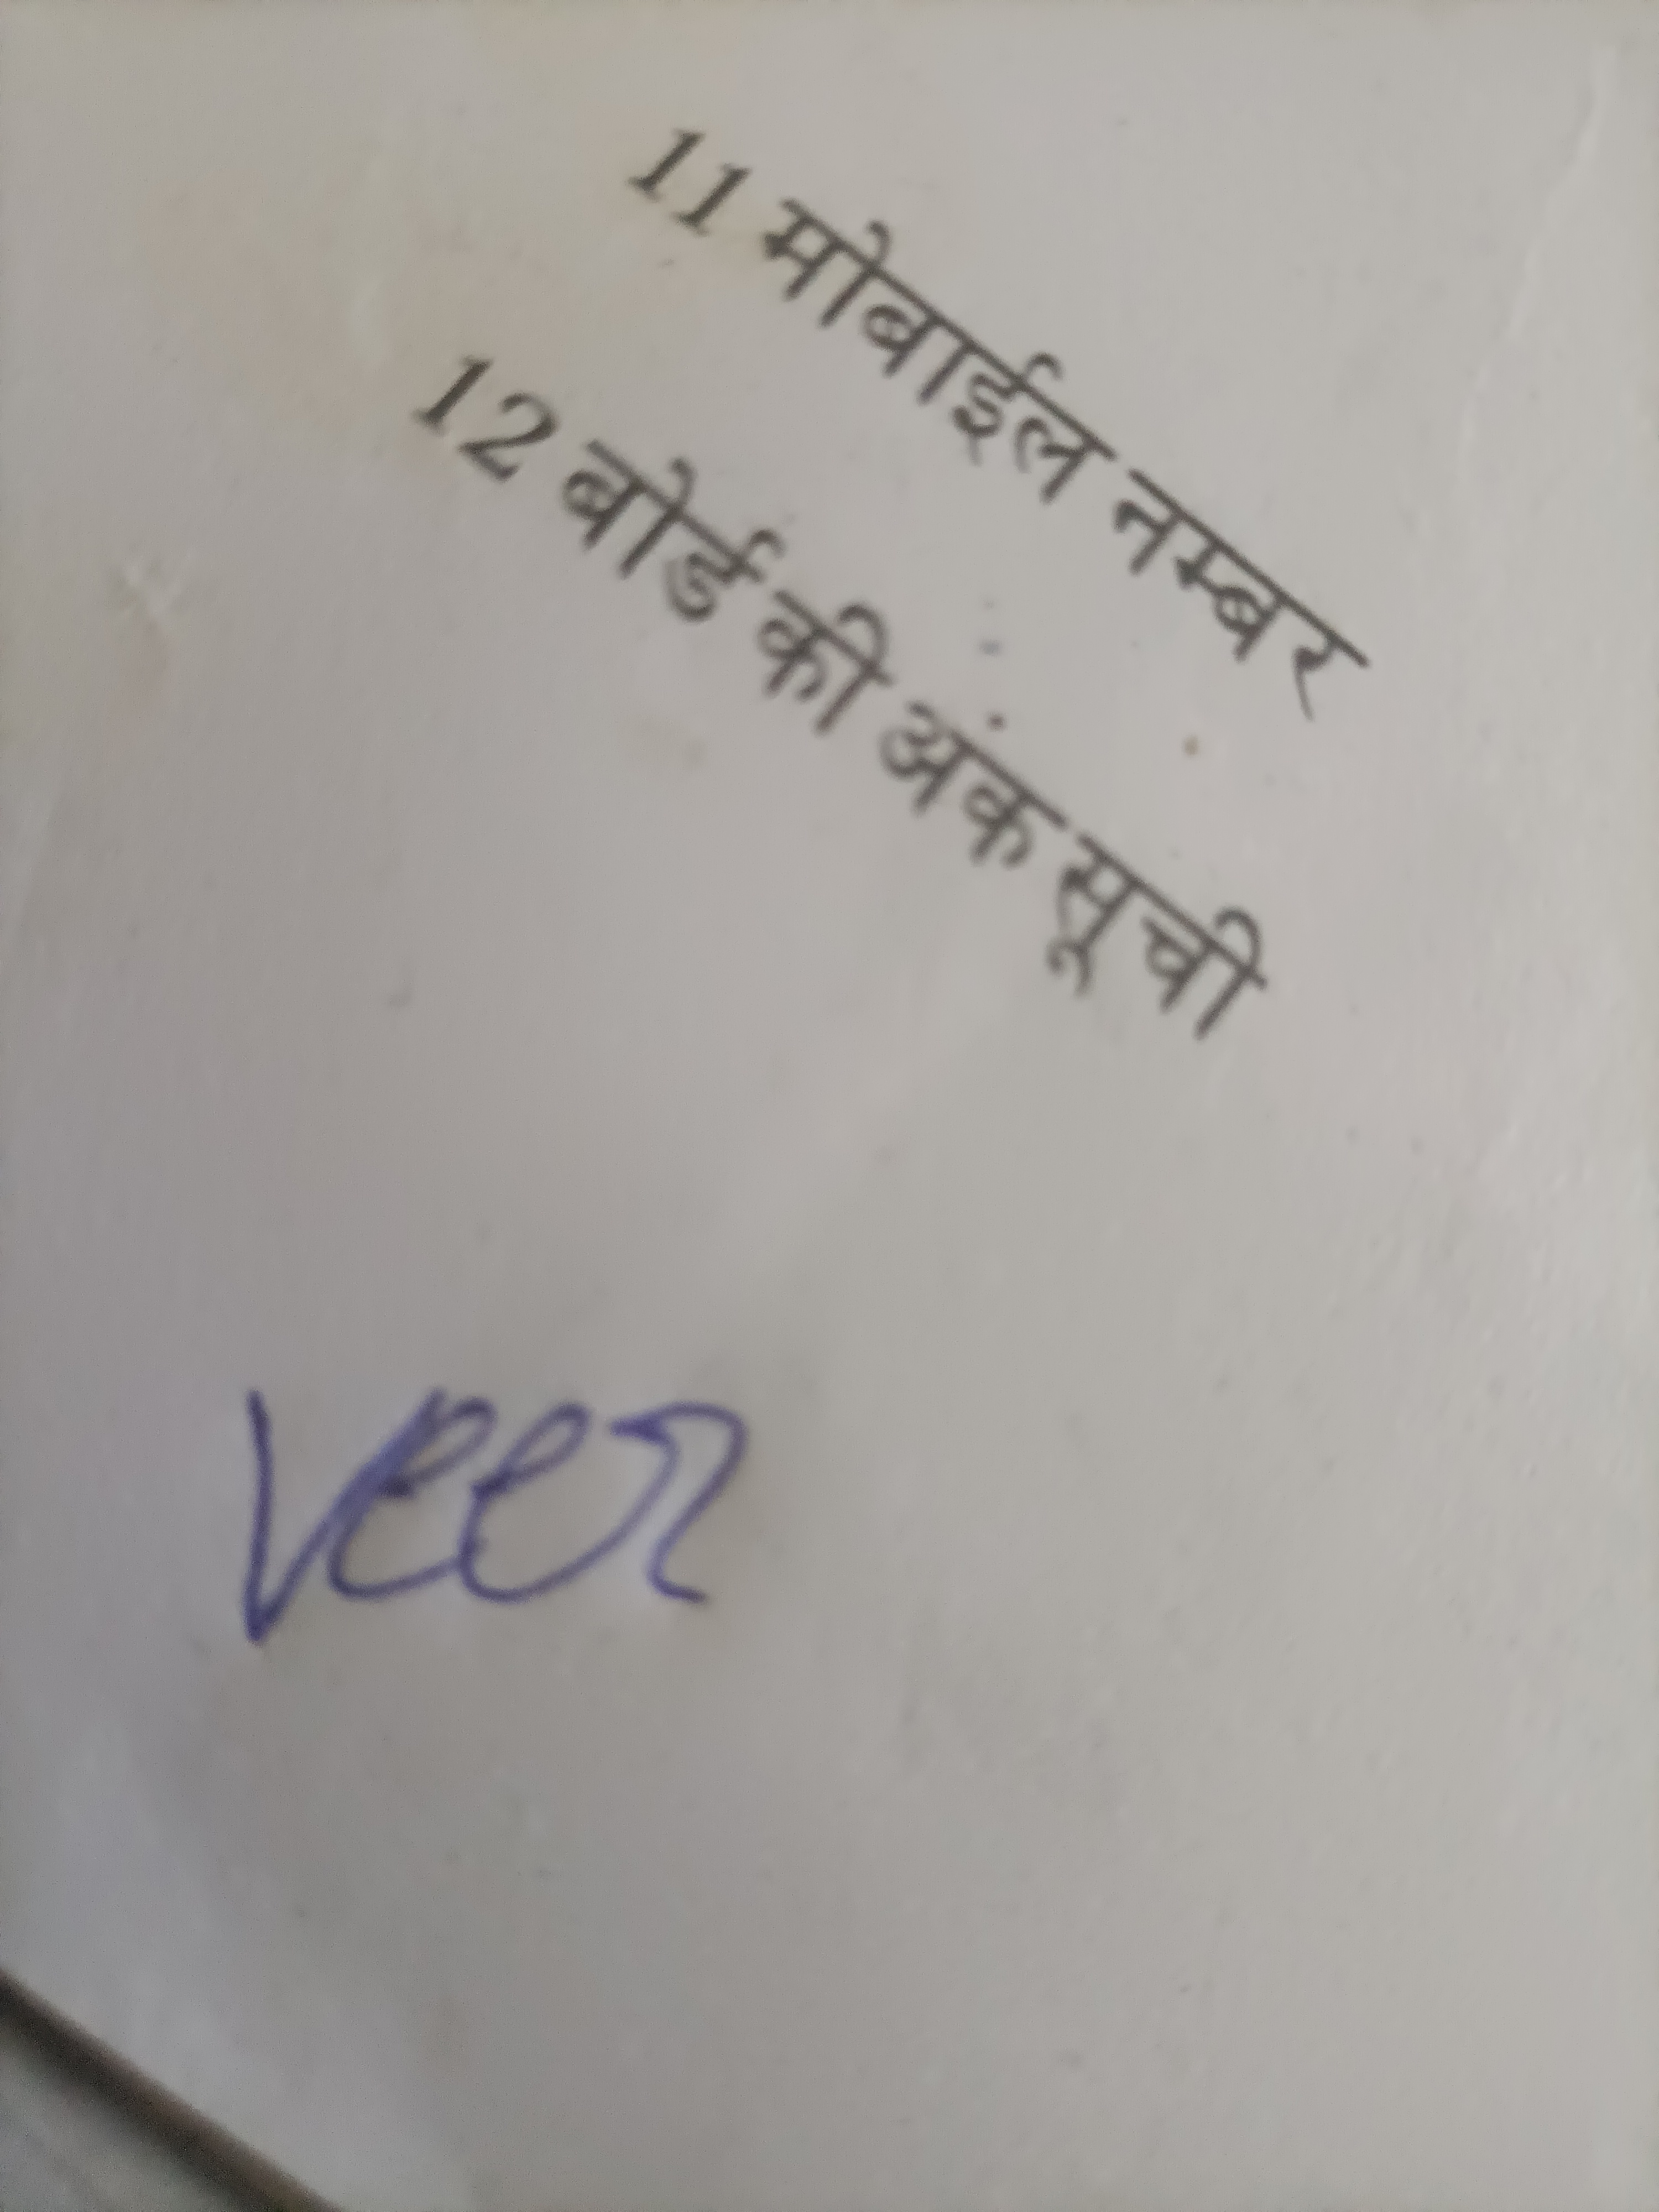 11 मोबाईल नम्बर
12 बोर्ड की अंक सूची
Veer